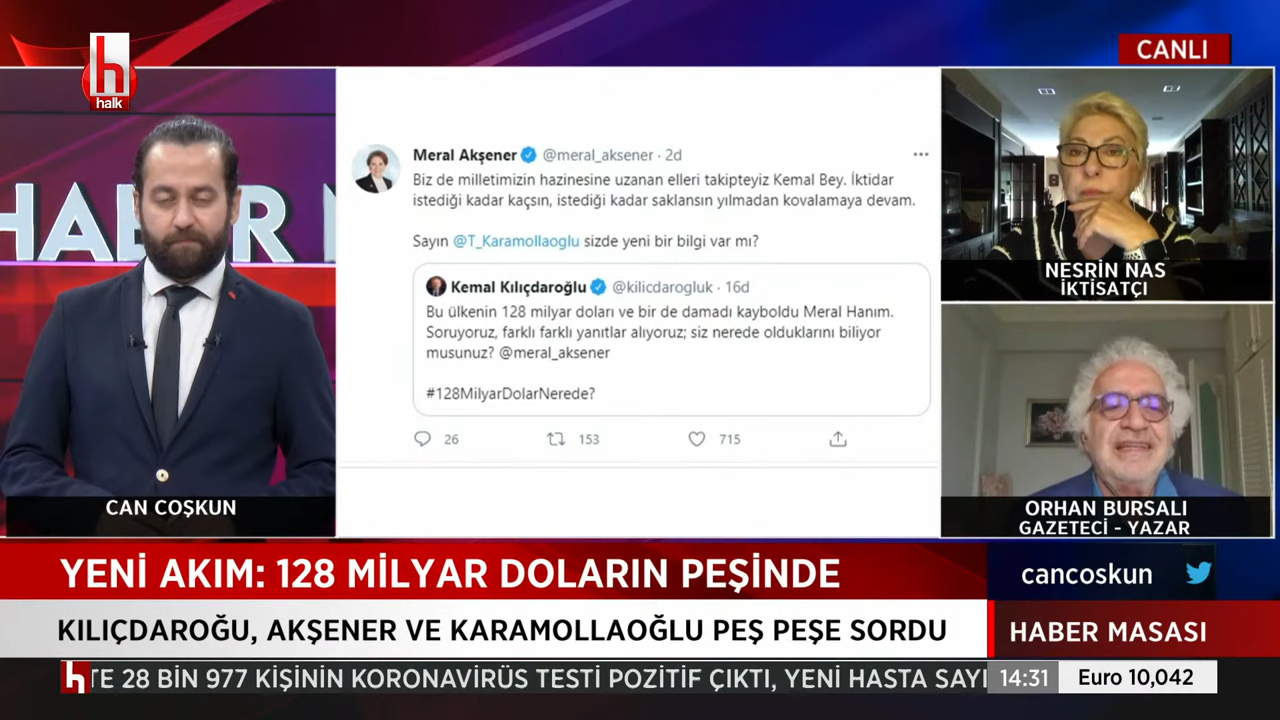 h
halk
CANLI
HABER
Meral Akşener @meral_aksener · 2d
Biz de milletimizin hazinesine uzanan elleri takipteyiz Kemal Bey. İktidar
istediği kadar kaçsın, istediği kadar saklansın yılmadan kovalamaya devam.
Sayın @T_Karamollaoglu sizde yeni bir bilgi var mı?
Kemal Kılıçdaroğlu @kilicdarogluk · 16d
Bu ülkenin 128 milyar doları ve bir de damadı kayboldu Meral Hanım.
Soruyoruz, farklı farklı yanıtlar alıyoruz; siz nerede olduklarını biliyor
musunuz? @meral_aksener
#128MilyarDolarNerede?
26 153 715
CAN COŞKUN
NESRİN NAS
İKTİSATÇI
ORHAN BURSALI
GAZETECİ - YAZAR
YENİ AKIM: 128 MİLYAR DOLARIN PEŞİNDE
cancoskun
KILIÇDAROĞU, AKŞENER VE KARAMOLLAOĞLU PEŞ PEŞE SORDU
HABER MASASI
h TE 28 BİN 977 KİŞİNİN KORONAVİRÜS TESTİ POZİTİF ÇIKTI, YENİ HASTA SAYI
14:31 Euro 10,042